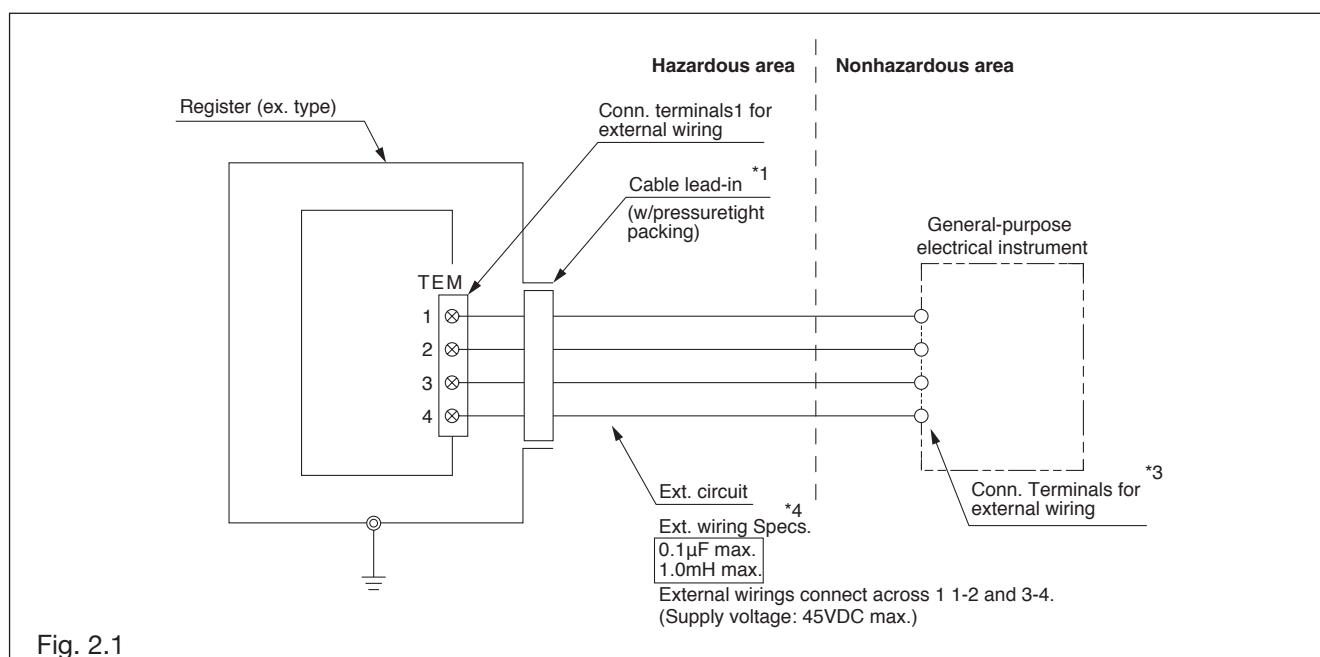 Hazardous area
Nonhazardous area
Register (ex. type)
Conn. terminals1 for
external wiring
Cable lead-in *1
(w/pressuretight
packing)
General-purpose
electrical instrument
TEM
1
2
3
4
Ext. circuit
*4
Ext. wiring Specs.
0.1µF max.
1.0mH max.
External wirings connect across 1 1-2 and 3-4.
(Supply voltage: 45VDC max.)
*3
Conn. Terminals for
external wiring
Fig. 2.1